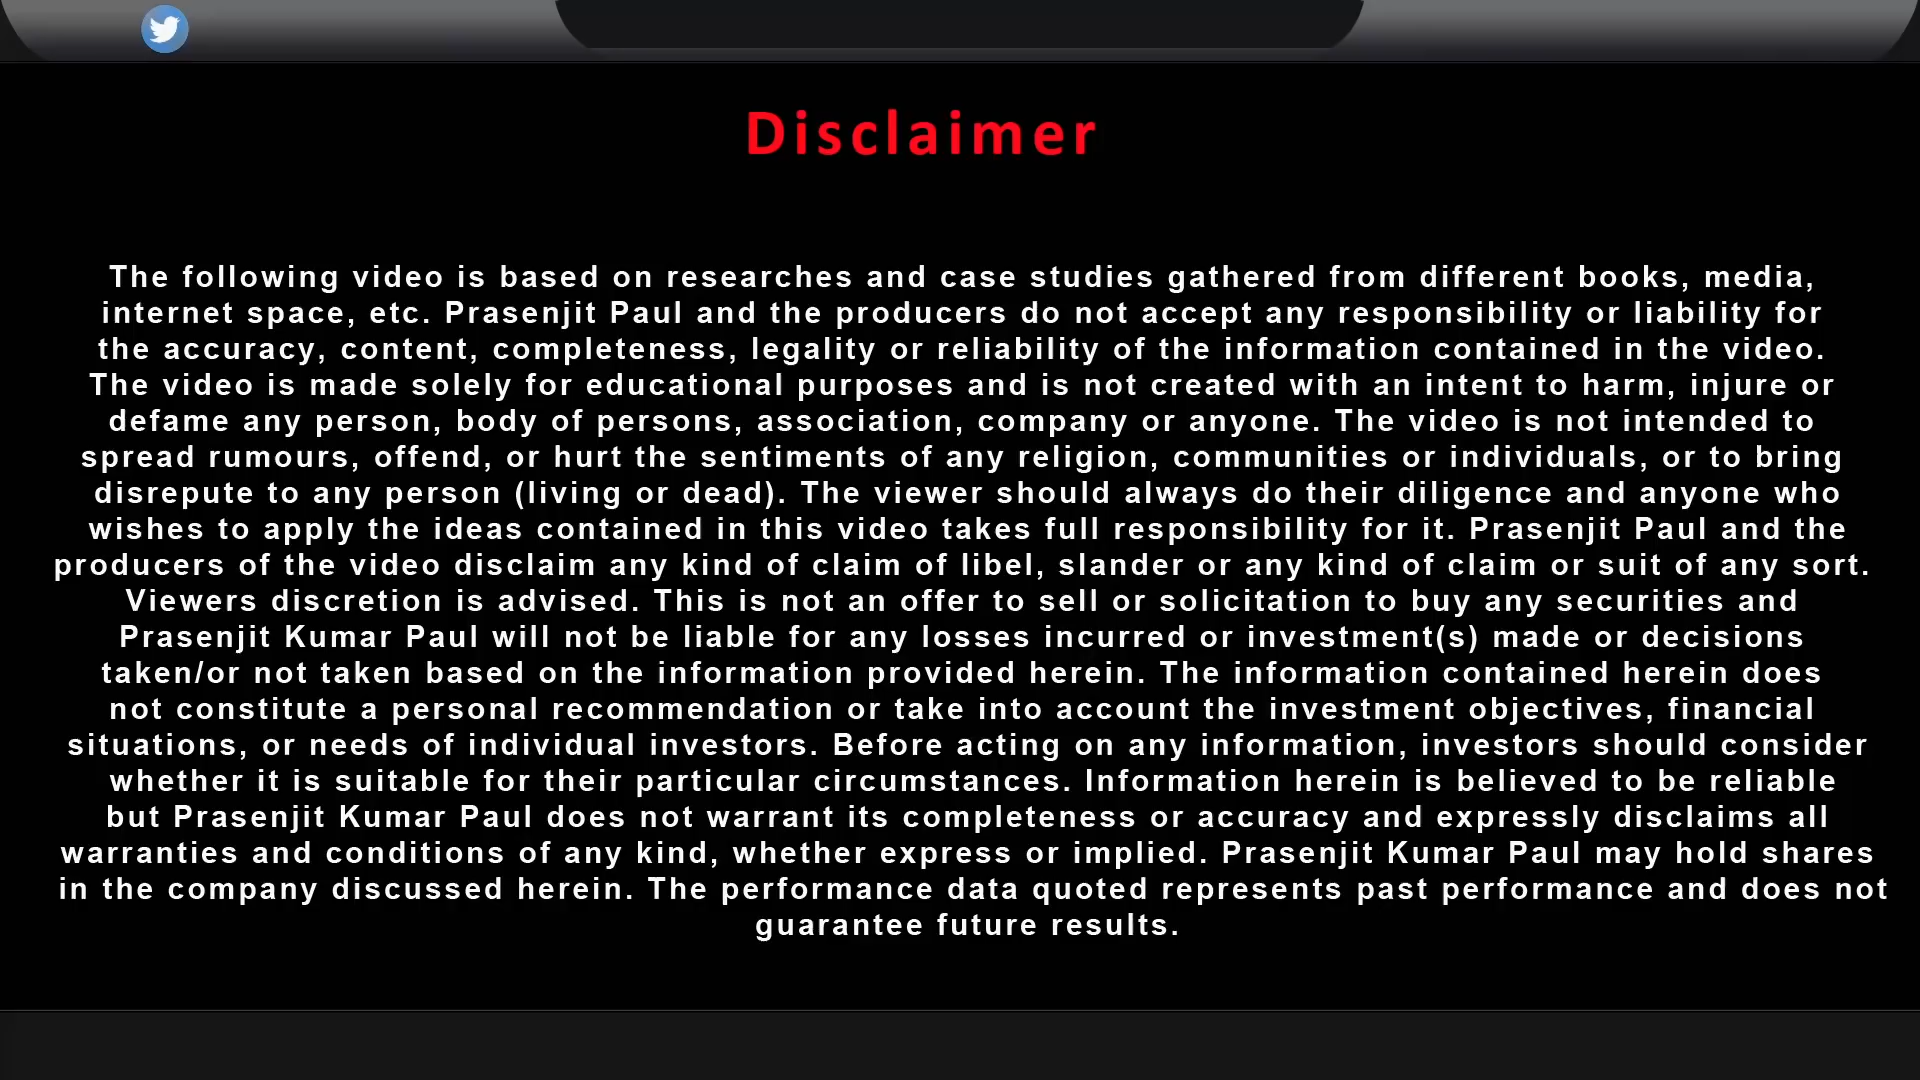 Disclaimer
The following video is based on researches and case studies gathered from different books, media,
internet space, etc. Prasenjit Paul and the producers do not accept any responsibility or liability for
the accuracy, content, completeness, legality or reliability of the information contained in the video.
The video is made solely for educational purposes and is not created with an intent to harm, injure or
defame any person, body of persons, association, company or anyone. The video is not intended to
spread rumours, offend, or hurt the sentiments of any religion, communities or individuals, or to bring
disrepute to any person (living or dead). The viewer should always do their diligence and anyone who
wishes to apply the ideas contained in this video takes full responsibility for it. Prasenjit Paul and the
producers of the video disclaim any kind of claim of libel, slander or any kind of claim or suit of any sort.
Viewers discretion is advised. This is not an offer to sell or solicitation to buy any securities and
Prasenjit Kumar Paul will not be liable for any losses incurred or investment(s) made or decisions
taken/or not taken based on the information provided herein. The information contained herein does
not constitute a personal recommendation or take into account the investment objectives, financial
situations, or needs of individual investors. Before acting on any information, investors should consider
whether it is suitable for their particular circumstances. Information herein is believed to be reliable
but Prasenjit Kumar Paul does not warrant its completeness or accuracy and expressly disclaims all
warranties and conditions of any kind, whether express or implied. Prasenjit Kumar Paul may hold shares
in the company discussed herein. The performance data quoted represents past performance and does not
guarantee future results.